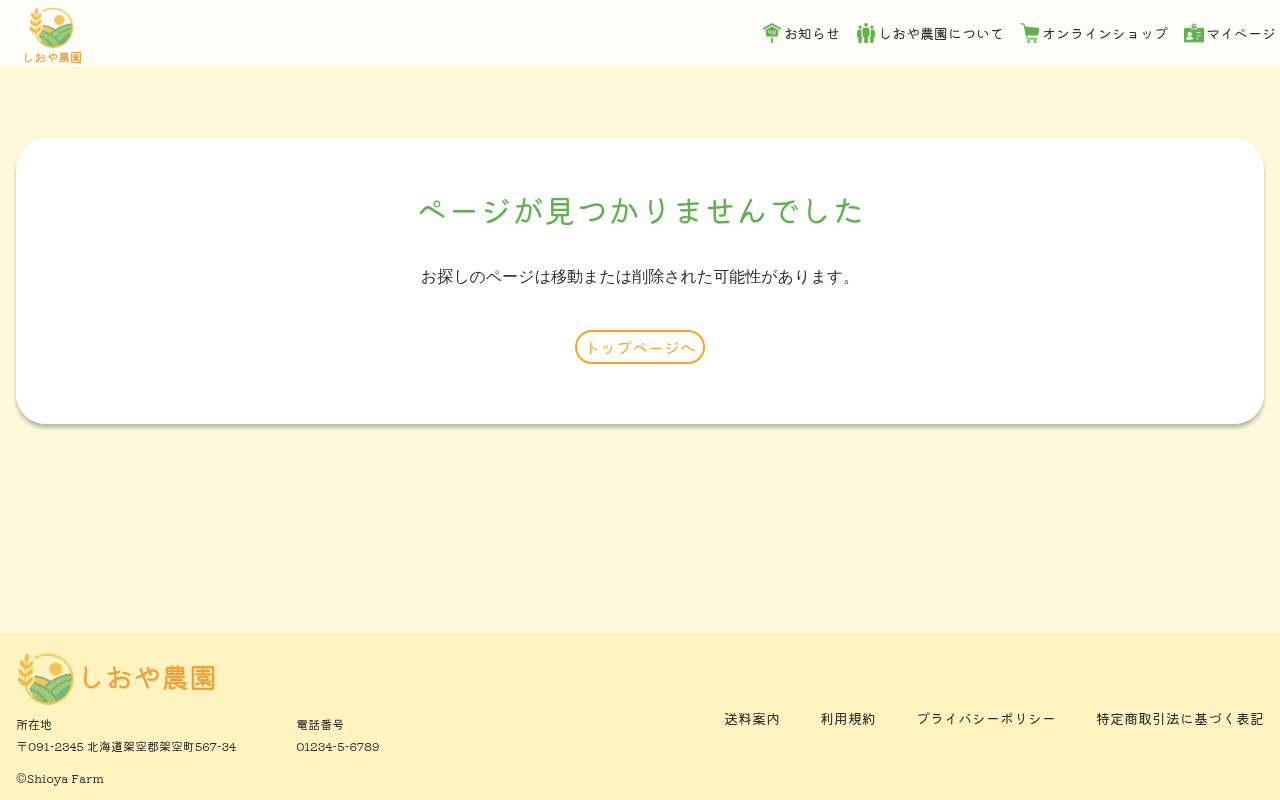 しおや農園
お知らせ
しおや農園について
オンラインショップ
マイページ
ページが見つかりませんでした
お探しのページは移動または削除された可能性があります。
トップページへ
しおや農園
所在地
〒091-2345 北海道架空郡架空町567-34
電話番号
01234-5-6789
送料案内
利用規約
プライバシーポリシー
特定商取引法に基づく表記
©Shioya Farm